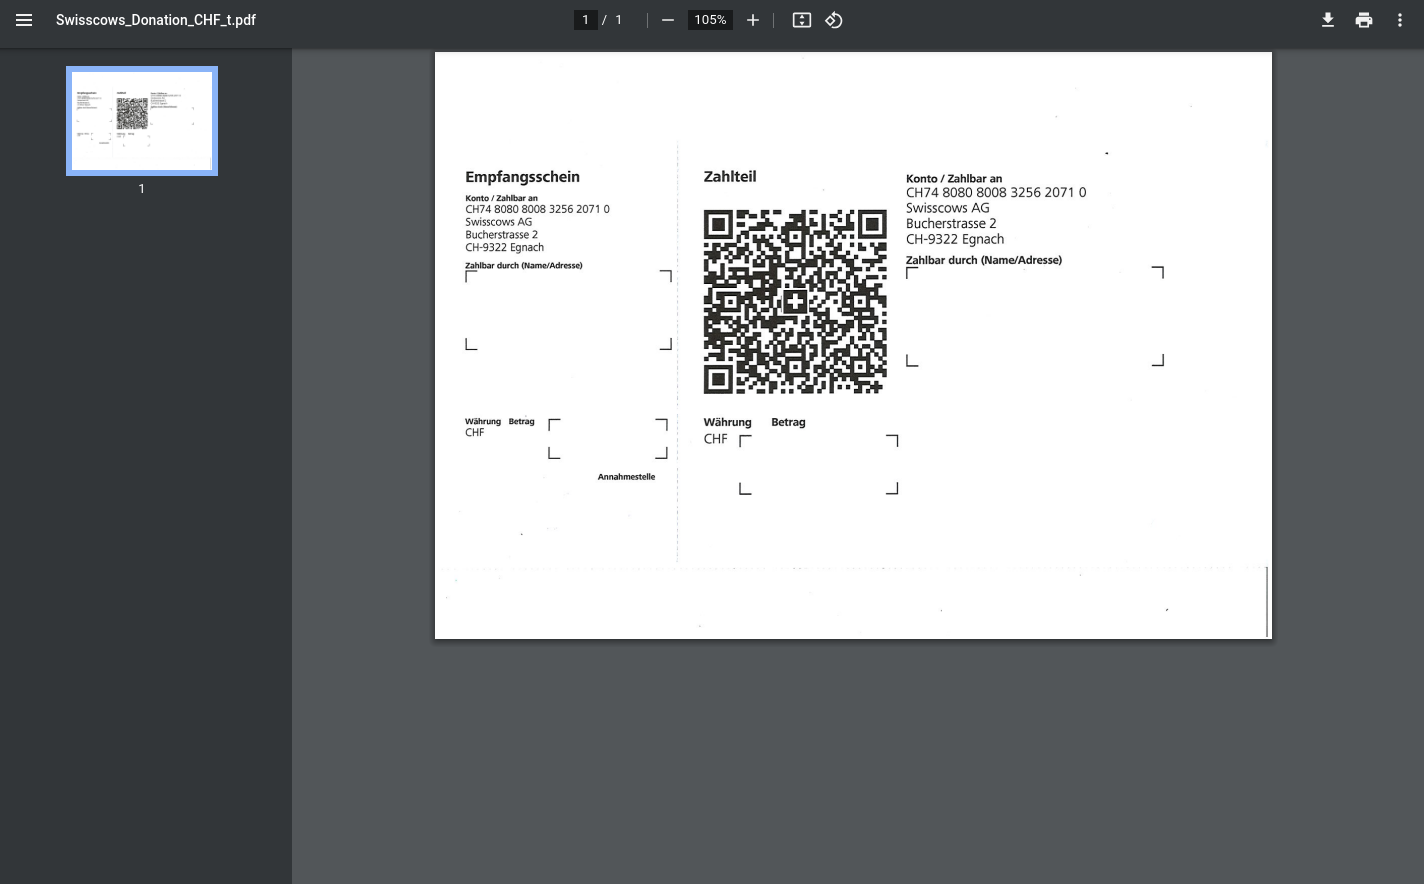 Swisscows_Donation_CHF_t.pdf
1 / 1
105%
1
Empfangsschein
Konto / Zahlbar an
CH74 8080 8008 3256 2071 0
Swisscows AG
Bucherstrasse 2
CH-9322 Egnach
Zahlbar durch (Name/Adresse)
Währung Betrag
CHF
Annahmestelle
Zahlteil
Währung Betrag
CHF
Konto / Zahlbar an
CH74 8080 8008 3256 2071 0
Swisscows AG
Bucherstrasse 2
CH-9322 Egnach
Zahlbar durch (Name/Adresse)